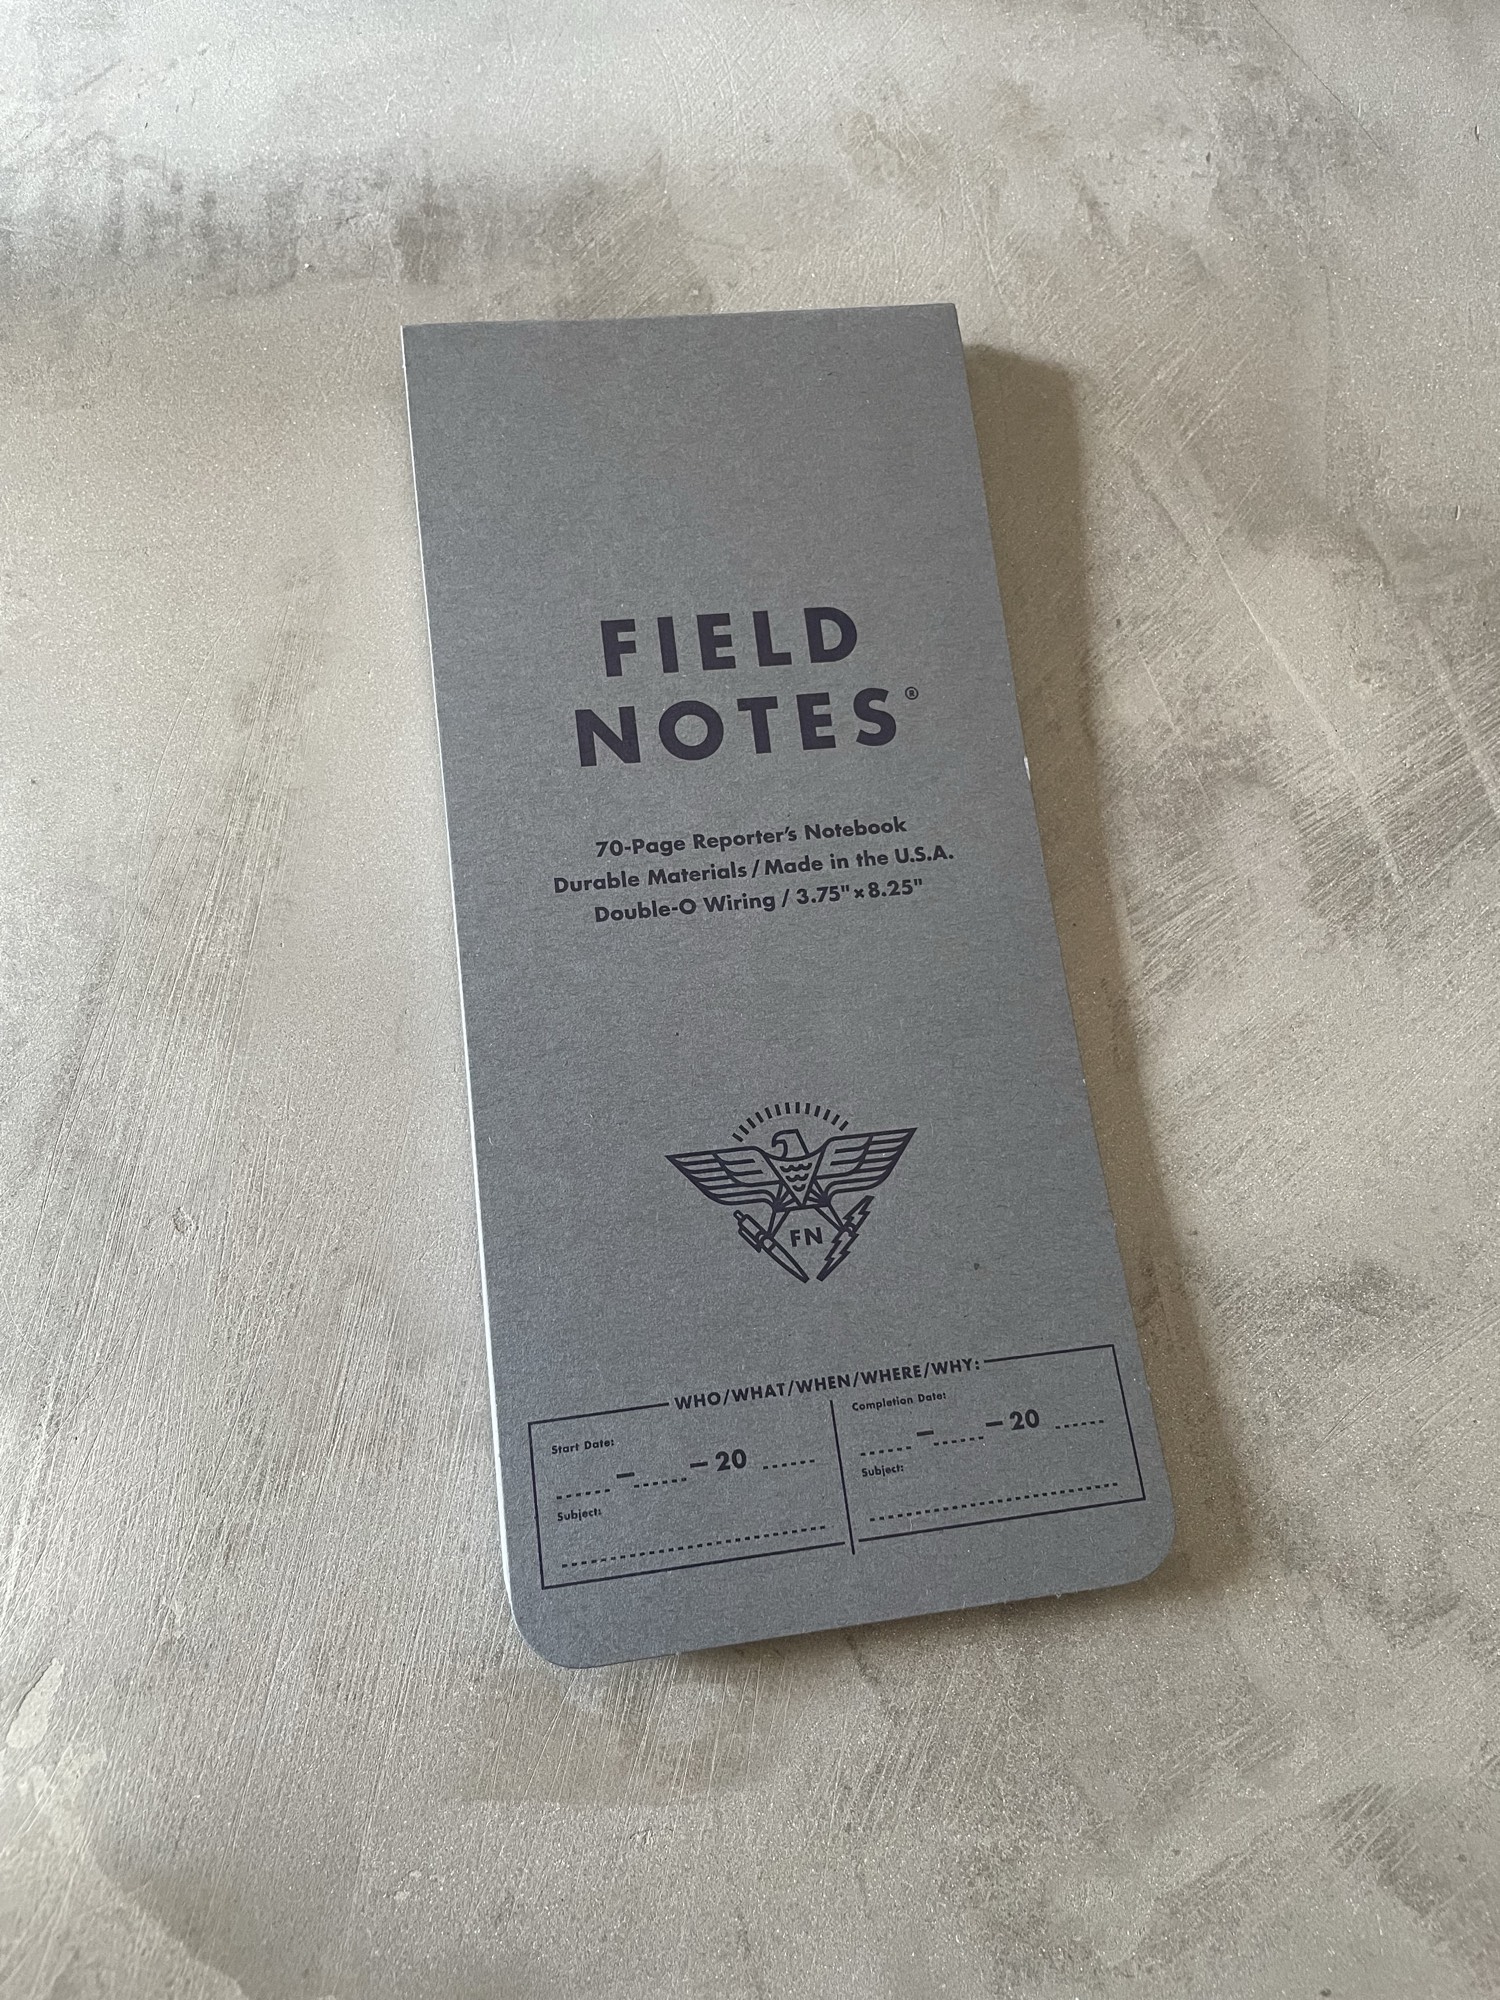 FIELD
NOTES®
70-Page Reporter's Notebook
Durable Materials / Made in the U.S.A.
Double-O Wiring / 3.75" × 8.25"
FN
WHO/WHAT/WHEN/WHERE/WHY:
Start Date:
– – 20
Subject:
Completion Date:
– – 20
Subject: